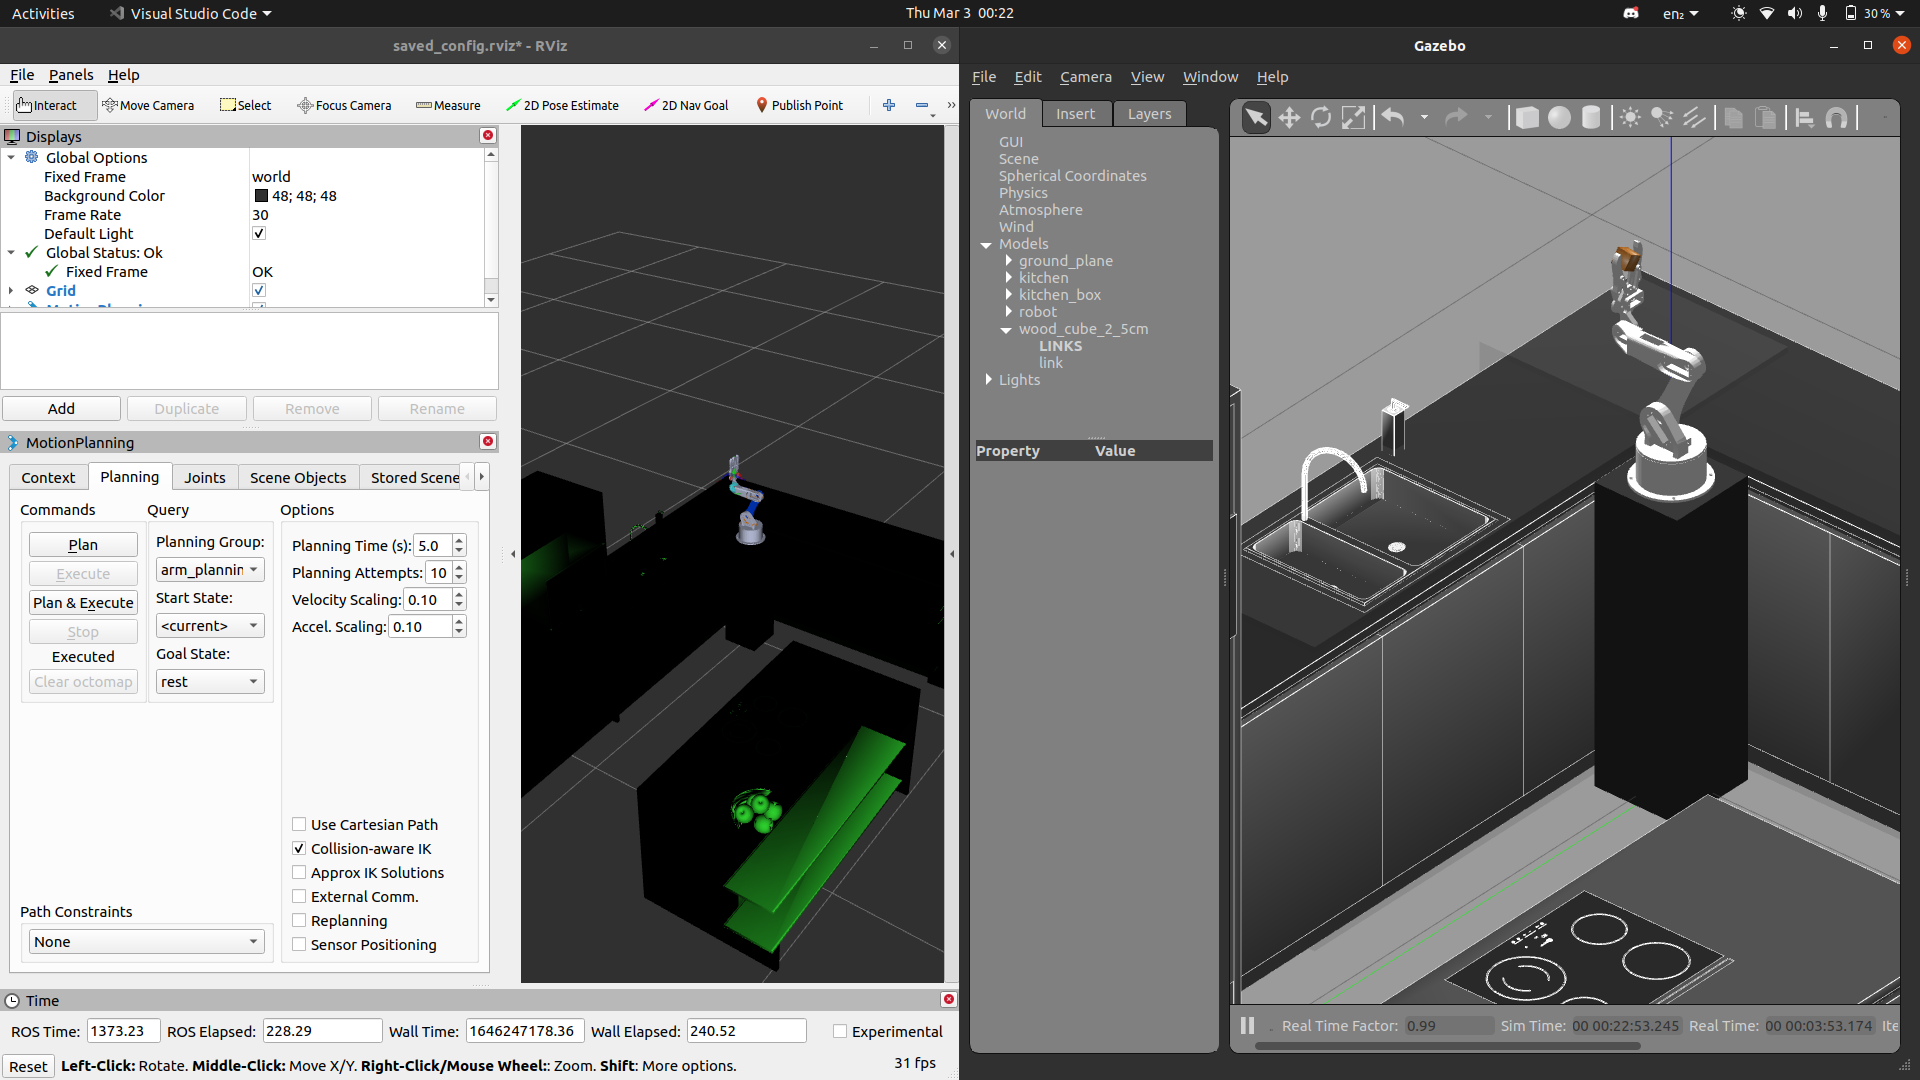 Activities
Visual Studio Code
Thu Mar 3 00:22
en₂
30 %
saved_config.rviz* - RViz
File Panels Help
Interact
Move Camera
Select
Focus Camera
Measure
2D Pose Estimate
2D Nav Goal
Publish Point
»
Displays
Global Options
Fixed Frame world
Background Color 48; 48; 48
Frame Rate 30
Default Light
Global Status: Ok
Fixed Frame OK
Grid
Add
Duplicate
Remove
Rename
MotionPlanning
Context
Planning
Joints
Scene Objects
Stored Scene
Commands
Query
Options
Plan
Execute
Plan & Execute
Stop
Executed
Clear octomap
Planning Group:
arm_plannin
Start State:
<current>
Goal State:
rest
Planning Time (s): 5.0
Planning Attempts: 10
Velocity Scaling: 0.10
Accel. Scaling: 0.10
Use Cartesian Path
Collision-aware IK
Approx IK Solutions
External Comm.
Replanning
Sensor Positioning
Path Constraints
None
Time
ROS Time: 1373.23 ROS Elapsed: 228.29 Wall Time: 1646247178.36 Wall Elapsed: 240.52 Experimental
Reset Left-Click: Rotate. Middle-Click: Move X/Y. Right-Click/Mouse Wheel:: Zoom. Shift: More options. 31 fps
Gazebo
File Edit Camera View Window Help
World Insert Layers
GUI
Scene
Spherical Coordinates
Physics
Atmosphere
Wind
Models
ground_plane
kitchen
kitchen_box
robot
wood_cube_2_5cm
LINKS
link
Lights
Property Value
Real Time Factor: 0.99 Sim Time: 00 00:22:53.245 Real Time: 00 00:03:53.174 Ite